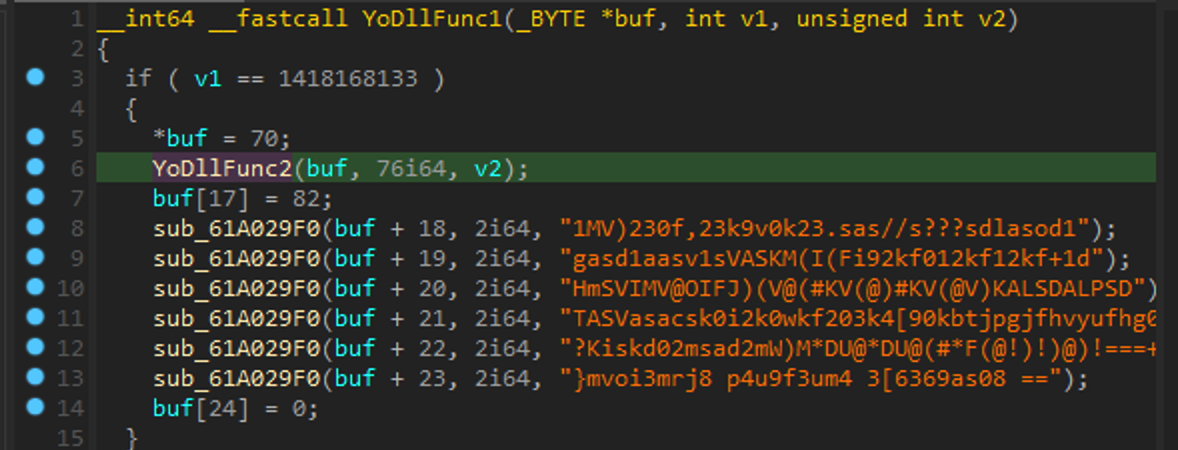 1 __int64 __fastcall YoDllFunc1(_BYTE *buf, int v1, unsigned int v2)
2 {
3 if ( v1 == 1418168133 )
4 {
5 *buf = 70;
6 YoDllFunc2(buf, 76i64, v2);
7 buf[17] = 82;
8 sub_61A029F0(buf + 18, 2i64, "1MV)230f,23k9v0k23.sas//s???sdlasod1");
9 sub_61A029F0(buf + 19, 2i64, "gasd1aasv1sVASKM(I(Fi92kf012kf12kf+1d");
10 sub_61A029F0(buf + 20, 2i64, "HmSVIMV@OIFJ)(V@(#KV(@)#KV(@V)KALSDALPSD")
11 sub_61A029F0(buf + 21, 2i64, "TASVasacsk0i2k0wkf203k4[90kbtjpgjfhvyufhg0
12 sub_61A029F0(buf + 22, 2i64, "?Kiskd02msad2mW)M*DU@*DU@(#*F(@!)!)@)!===+
13 sub_61A029F0(buf + 23, 2i64, "}mvoi3mrj8 p4u9f3um4 3[6369as08 ==");
14 buf[24] = 0;
15 }